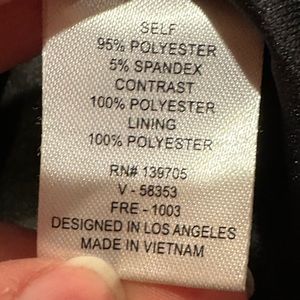 SELF
95% POLYESTER
5% SPANDEX
CONTRAST
100% POLYESTER
LINING
100% POLYESTER
RN# 139705
V - 58353
FRE - 1003
DESIGNED IN LOS ANGELES
MADE IN VIETNAM